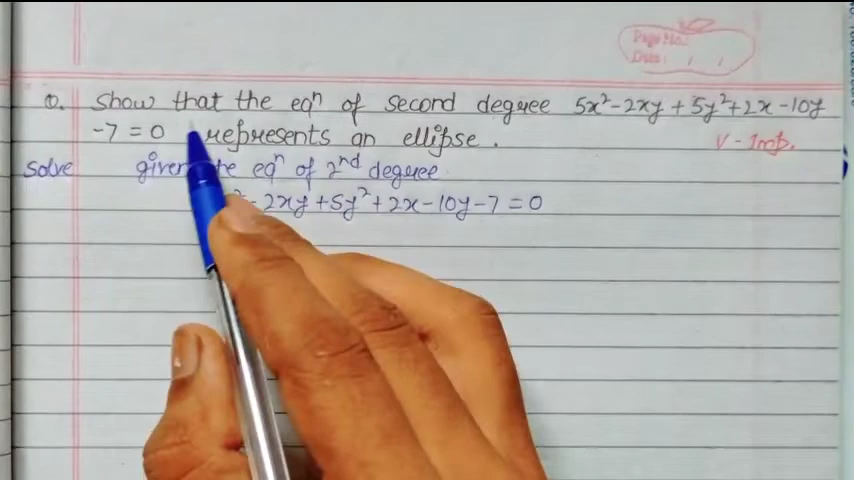 Page No.:
Date: / /
Q. Show that the eqⁿ of second degree 5x²-2xy+5y²+2x-10y
-7=0 represents an ellipse.
V-Imp.
Solve given the eqⁿ of 2ⁿᵈ degree.
²-2xy+5y²+2x-10y-7=0